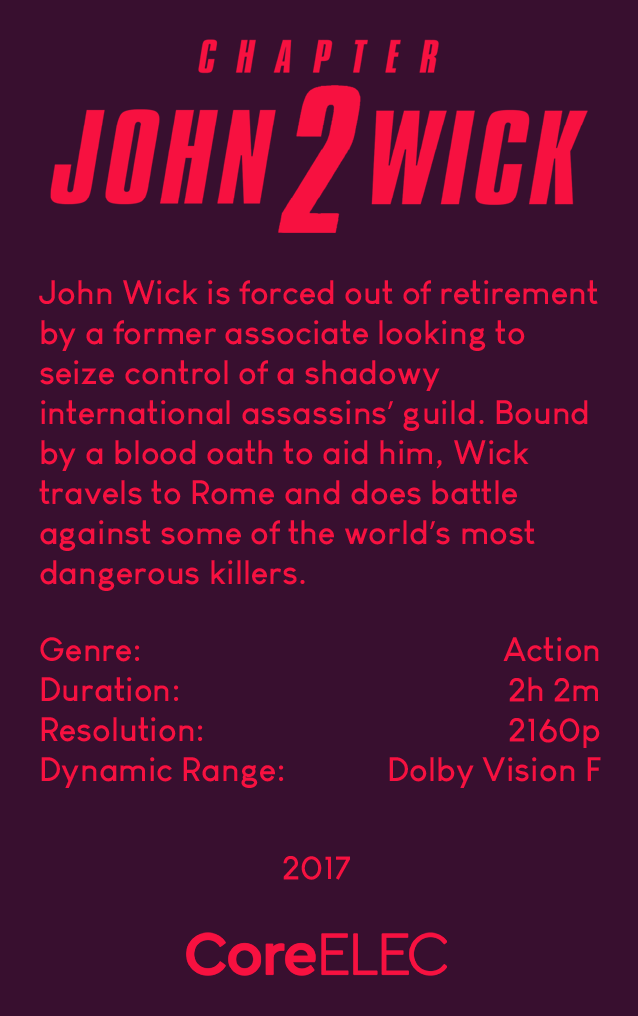 CHAPTER
JOHN 2 WICK
John Wick is forced out of retirement
by a former associate looking to
seize control of a shadowy
international assassins’ guild. Bound
by a blood oath to aid him, Wick
travels to Rome and does battle
against some of the world’s most
dangerous killers.
Genre: Action
Duration: 2h 2m
Resolution: 2160p
Dynamic Range: Dolby Vision F
2017
CoreELEC